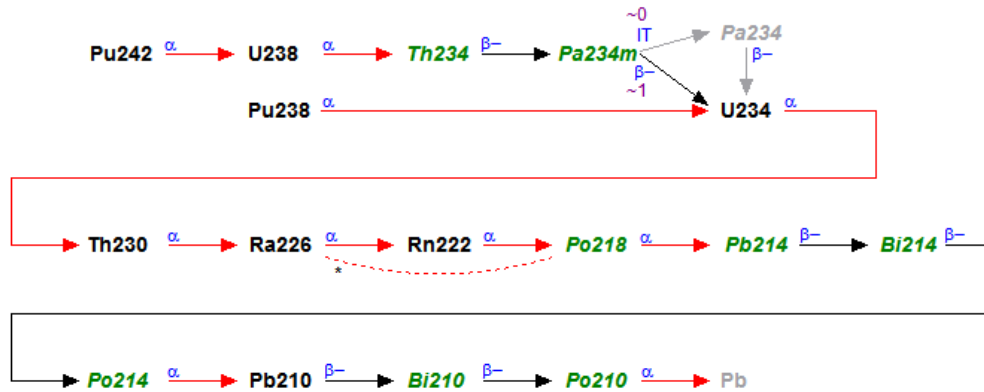 ~0
α α β− IT Pa234
Pu242 U238 Th234 Pa234m β−
β−
~1
Pu238 α U234 α
Th230 α Ra226 α Rn222 α Po218 α Pb214 β− Bi214 β−
*
Po214 α Pb210 β− Bi210 β− Po210 α Pb